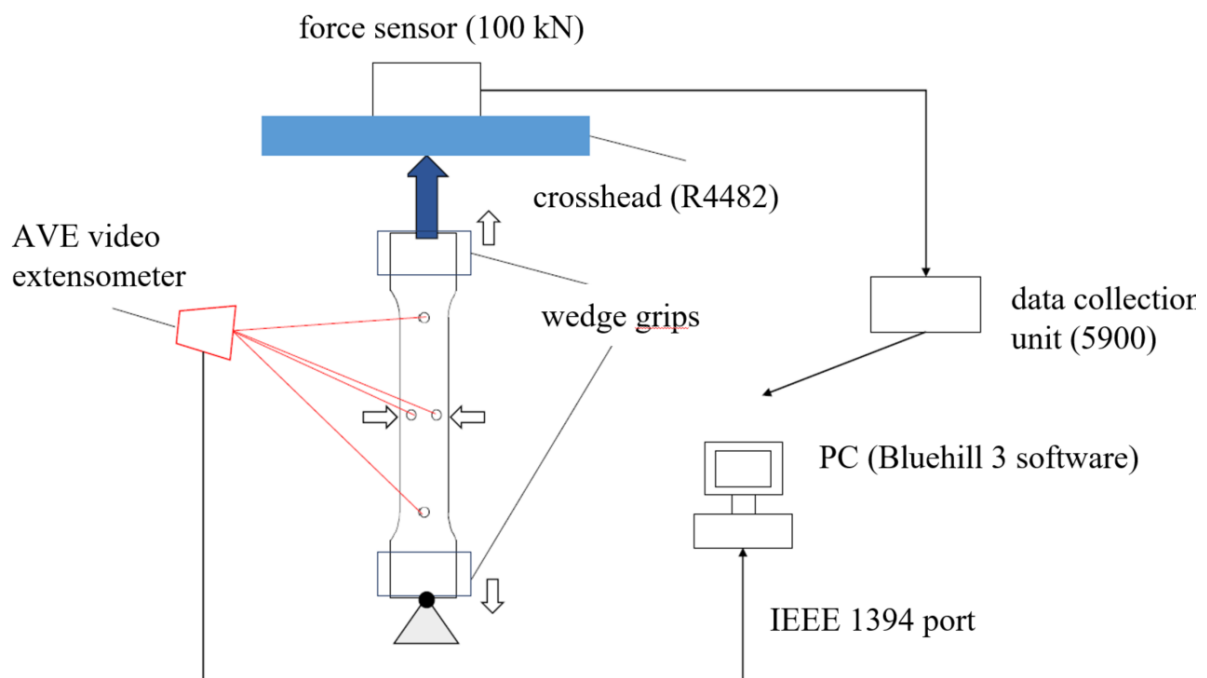 force sensor (100 kN)
crosshead (R4482)
AVE video
extensometer
wedge grips
data collection
unit (5900)
PC (Bluehill 3 software)
IEEE 1394 port